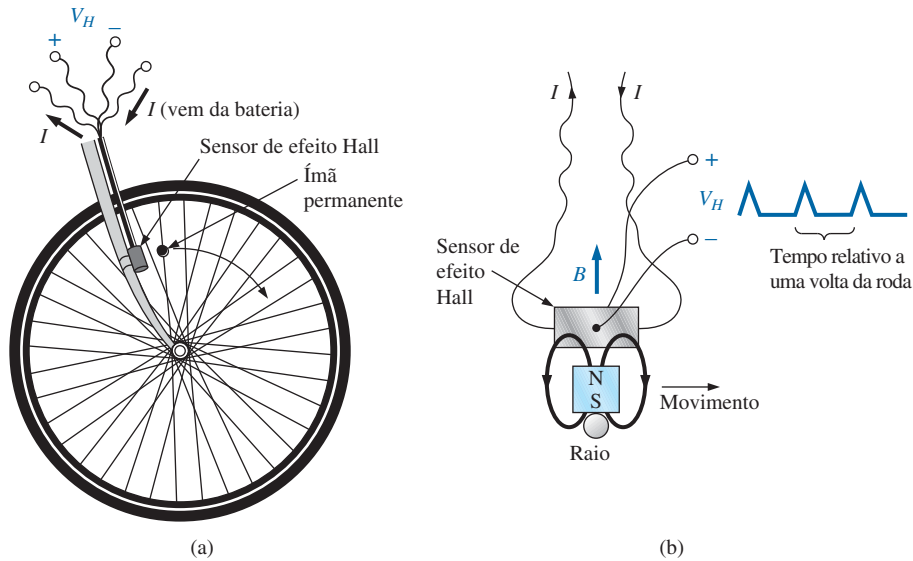 V_H
+
–
I (vem da bateria)
I
Sensor de efeito Hall
Ímã
permanente
(a)
I
I
+
V_H
–
Tempo relativo a
uma volta da roda
Sensor de
efeito
Hall
B
N
S
Movimento
Raio
(b)